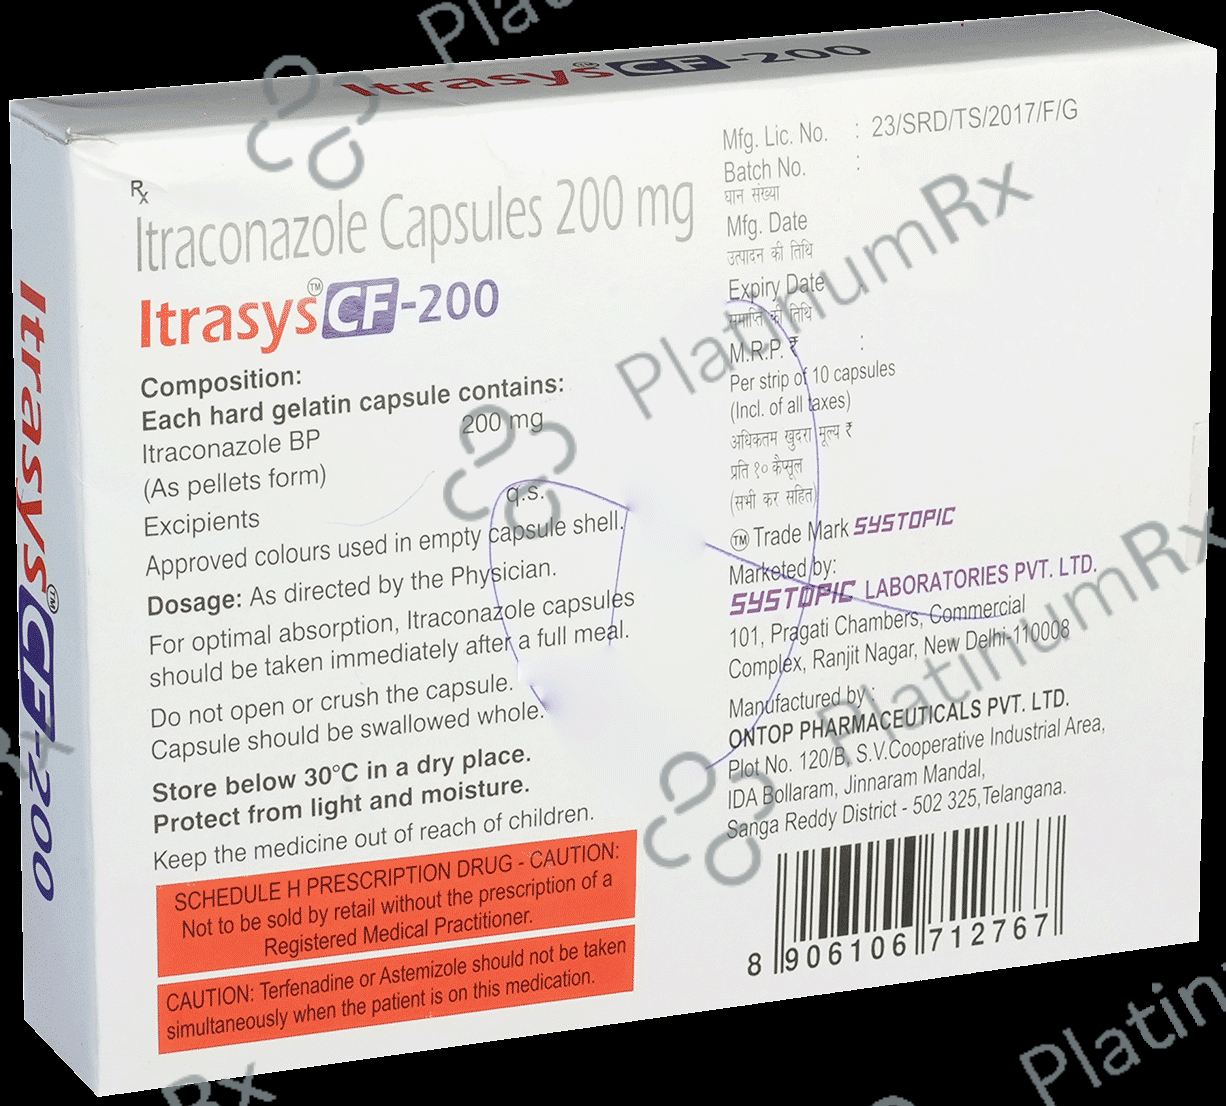 Itrasys™ CF-200
Itrasys™ CF-200
Rx
Itraconazole Capsules 200 mg
Itrasys™ CF-200
Composition:
Each hard gelatin capsule contains:
Itraconazole BP 200 mg
(As pellets form)
Excipients q.s.
Approved colours used in empty capsule shell.
Dosage: As directed by the Physician.
For optimal absorption, Itraconazole capsules
should be taken immediately after a full meal.
Do not open or crush the capsule.
Capsule should be swallowed whole.
Store below 30°C in a dry place.
Protect from light and moisture.
Keep the medicine out of reach of children.
SCHEDULE H PRESCRIPTION DRUG - CAUTION:
Not to be sold by retail without the prescription of a
Registered Medical Practitioner.
CAUTION: Terfenadine or Astemizole should not be taken
simultaneously when the patient is on this medication.
Mfg. Lic. No. : 23/SRD/TS/2017/F/G
Batch No. :
घान संख्या
Mfg. Date
उत्पादन की तिथि
Expiry Date :
समाप्ति की तिथि
M.R.P. ₹ :
Per strip of 10 capsules
(Incl. of all taxes)
अधिकतम खुदरा मूल्य ₹
प्रति १० कैप्सूल
(सभी कर सहित)
™ Trade Mark SYSTOPIC
Marketed by:
SYSTOPIC LABORATORIES PVT. LTD.
101, Pragati Chambers, Commercial
Complex, Ranjit Nagar, New Delhi-110008
Manufactured by :
ONTOP PHARMACEUTICALS PVT. LTD.
Plot No. 120/B, S.V.Cooperative Industrial Area,
IDA Bollaram, Jinnaram Mandal,
Sanga Reddy District - 502 325,Telangana.
8 906106 712767
PlatinumRx
PlatinumRx